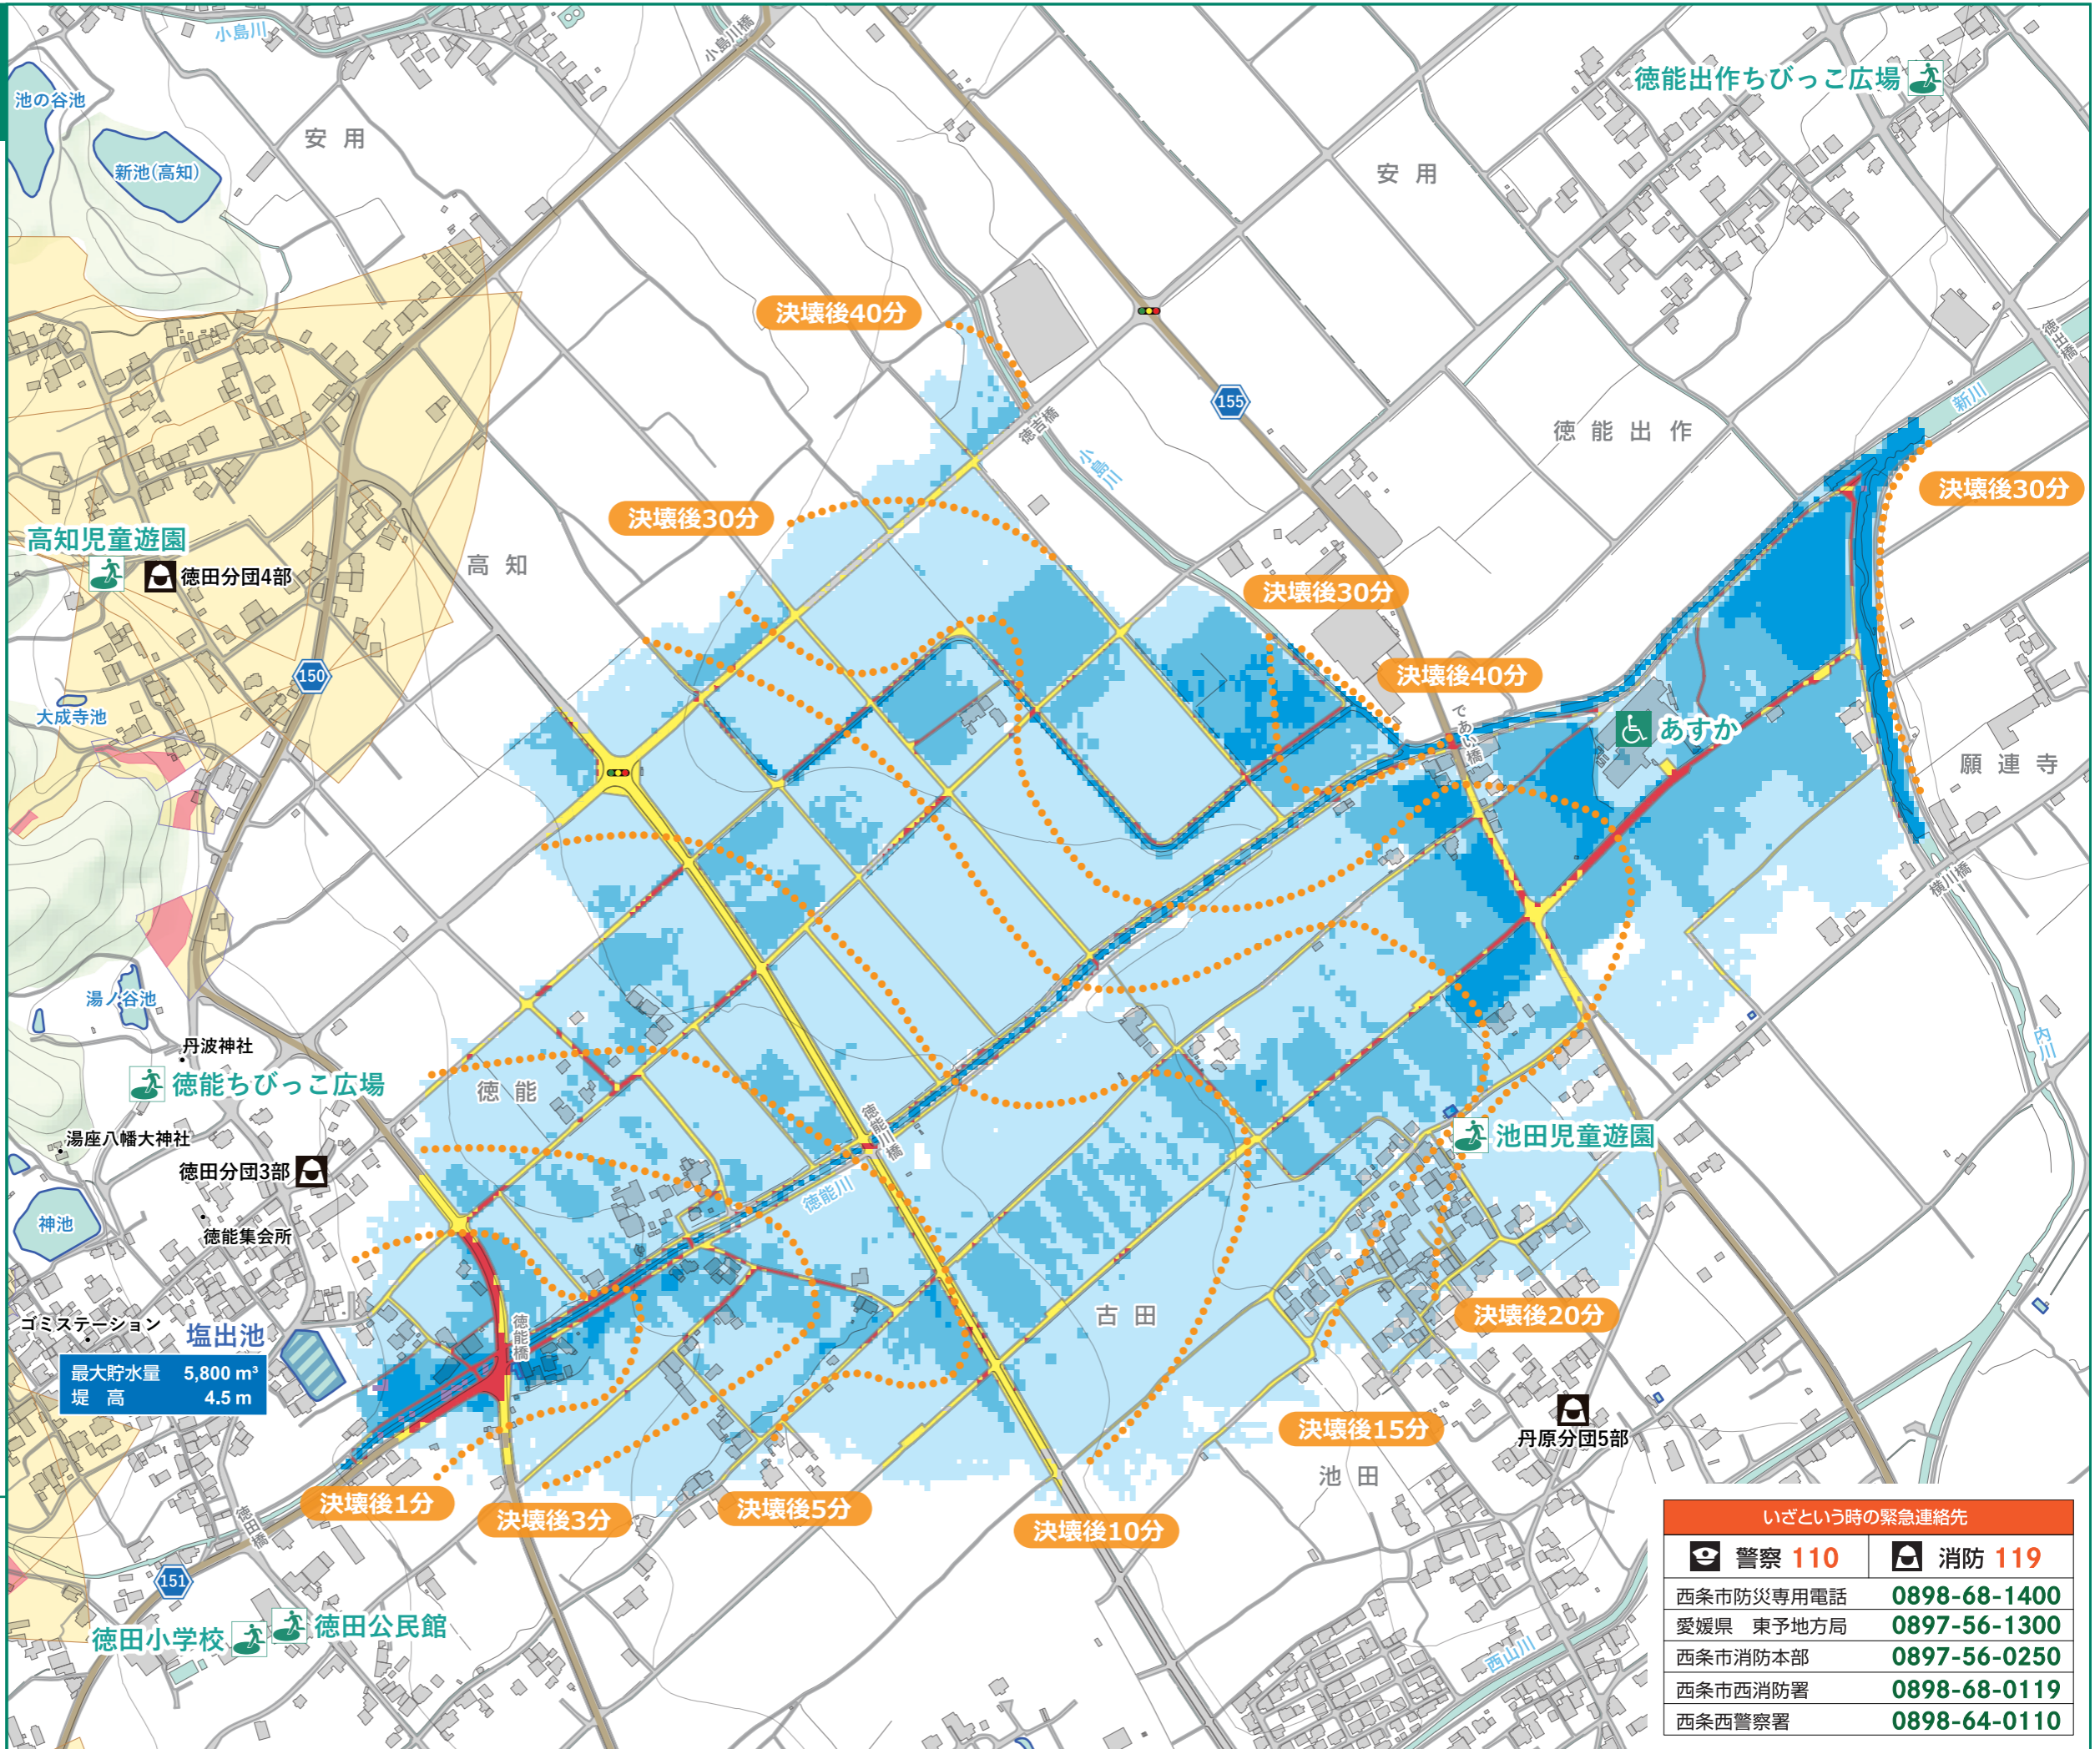 小島川
小島川橋
徳能出作ちびっこ広場
池の谷池
安用
新池(高知)
安用
決壊後40分
徳出橋
新川
155
徳吉橋
小島川
徳能出作
決壊後30分
決壊後30分
高知児童遊園
徳田分団4部
高知
決壊後30分
150
決壊後40分
大成寺池
であい橋
あすか
願連寺
横川橋
湯ノ谷池
内川
丹波神社
徳能ちびっこ広場
徳能
徳能川橋
池田児童遊園
湯座八幡大神社
徳田分団3部
徳能川
神池
徳能集会所
古田
決壊後20分
ゴミステーション
塩出池
徳能橋
最大貯水量 5,800 m³
堤高 4.5 m
丹原分団5部
決壊後15分
池田
決壊後1分
決壊後3分
決壊後5分
決壊後10分
徳田橋
151
徳田小学校
徳田公民館
西山川
いざという時の緊急連絡先
警察 110 消防 119
西条市防災専用電話 0898-68-1400
愛媛県 東予地方局 0897-56-1300
西条市消防本部 0897-56-0250
西条市西消防署 0898-68-0119
西条西警察署 0898-64-0110